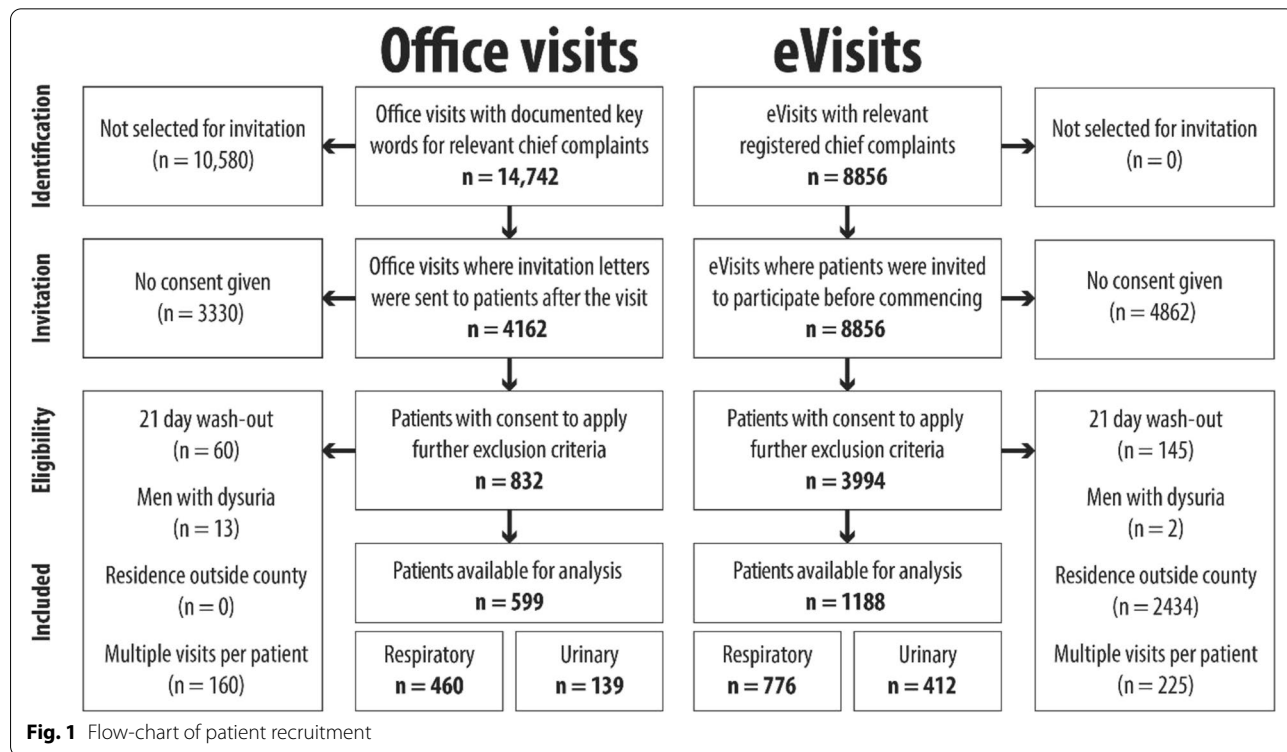 Office visits
eVisits
Identification
Not selected for invitation
(n = 10,580)
Office visits with documented key
words for relevant chief complaints
n = 14,742
eVisits with relevant
registered chief complaints
n = 8856
Not selected for invitation
(n = 0)
Invitation
No consent given
(n = 3330)
Office visits where invitation letters
were sent to patients after the visit
n = 4162
eVisits where patients were invited
to participate before commencing
n = 8856
No consent given
(n = 4862)
Eligibility
21 day wash-out
(n = 60)
Men with dysuria
(n = 13)
Residence outside county
(n = 0)
Multiple visits per patient
(n = 160)
Patients with consent to apply
further exclusion criteria
n = 832
Patients with consent to apply
further exclusion criteria
n = 3994
21 day wash-out
(n = 145)
Men with dysuria
(n = 2)
Residence outside county
(n = 2434)
Multiple visits per patient
(n = 225)
Included
Patients available for analysis
n = 599
Patients available for analysis
n = 1188
Respiratory
n = 460
Urinary
n = 139
Respiratory
n = 776
Urinary
n = 412
Fig. 1 Flow-chart of patient recruitment